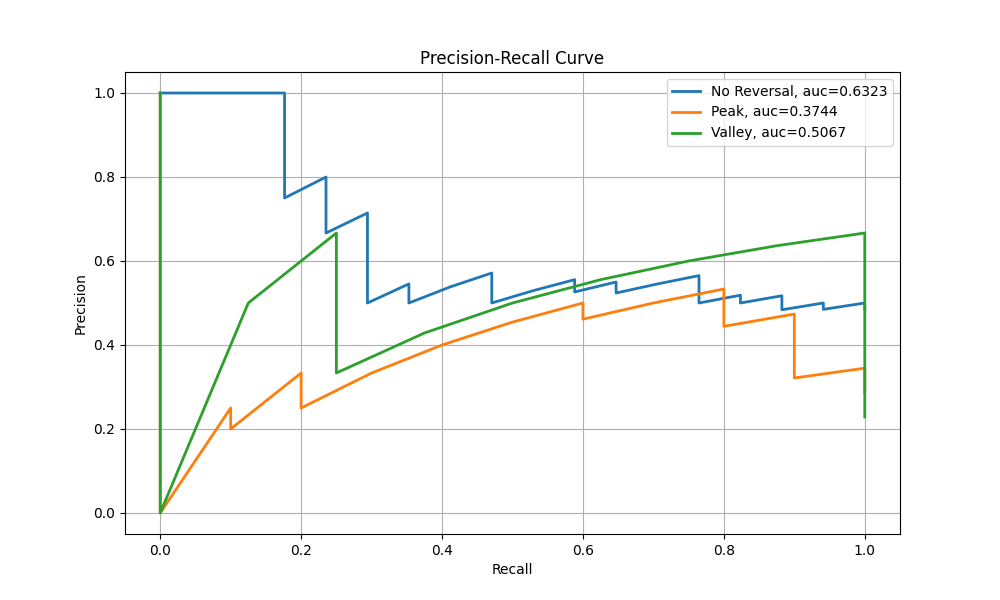 Precision-Recall Curve
No Reversal, auc=0.6323
Peak, auc=0.3744
Valley, auc=0.5067
Precision
1.0
0.8
0.6
0.4
0.2
0.0
0.0 0.2 0.4 0.6 0.8 1.0
Recall